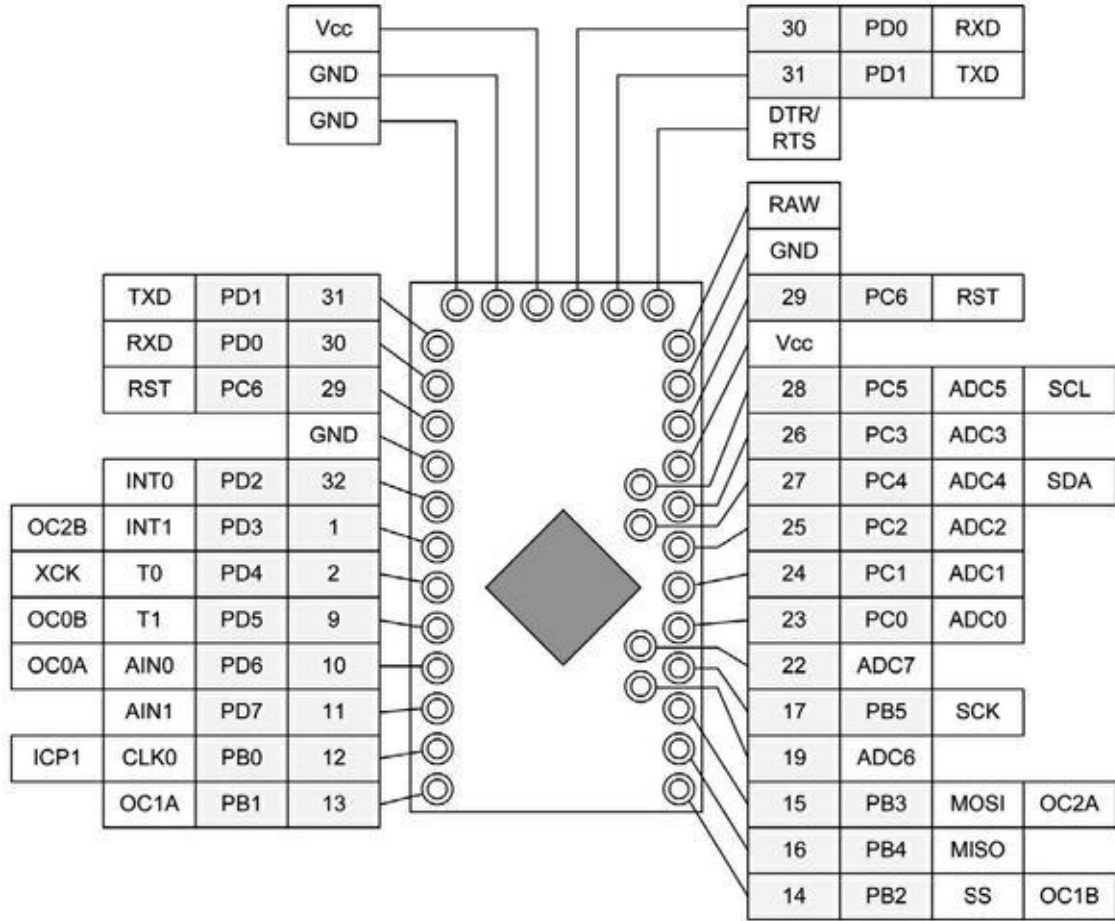 Vcc
GND
GND
30 PD0 RXD
31 PD1 TXD
DTR/
RTS
RAW
GND
29 PC6 RST
Vcc
28 PC5 ADC5 SCL
26 PC3 ADC3
27 PC4 ADC4 SDA
25 PC2 ADC2
24 PC1 ADC1
23 PC0 ADC0
22 ADC7
17 PB5 SCK
19 ADC6
15 PB3 MOSI OC2A
16 PB4 MISO
14 PB2 SS OC1B
TXD PD1 31
RXD PD0 30
RST PC6 29
GND
INT0 PD2 32
OC2B INT1 PD3 1
XCK T0 PD4 2
OC0B T1 PD5 9
OC0A AIN0 PD6 10
AIN1 PD7 11
ICP1 CLK0 PB0 12
OC1A PB1 13